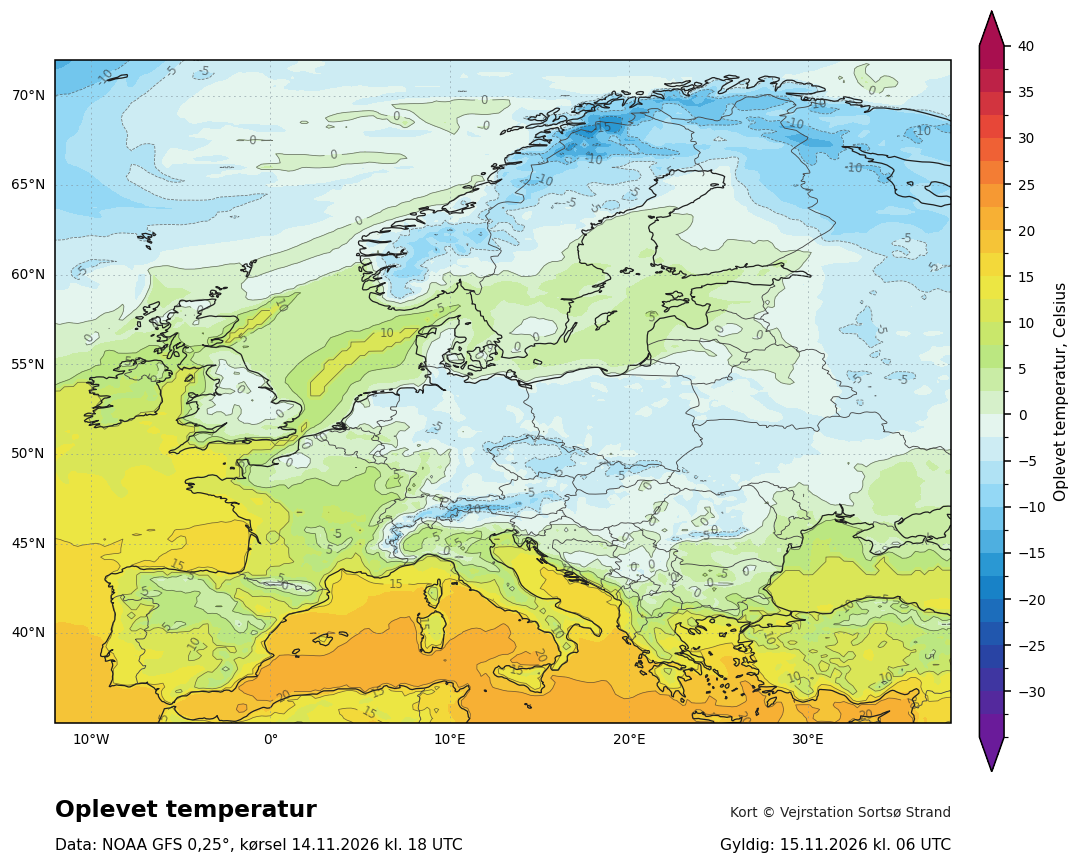 70°N
65°N
60°N
55°N
50°N
45°N
40°N
10°W
0°
10°E
20°E
30°E
40
35
30
25
20
15
10
5
0
−5
−10
−15
−20
−25
−30
Oplevet temperatur, Celsius
Oplevet temperatur
Kort © Vejrstation Sortsø Strand
Data: NOAA GFS 0,25°, kørsel 14.11.2026 kl. 18 UTC
Gyldig: 15.11.2026 kl. 06 UTC